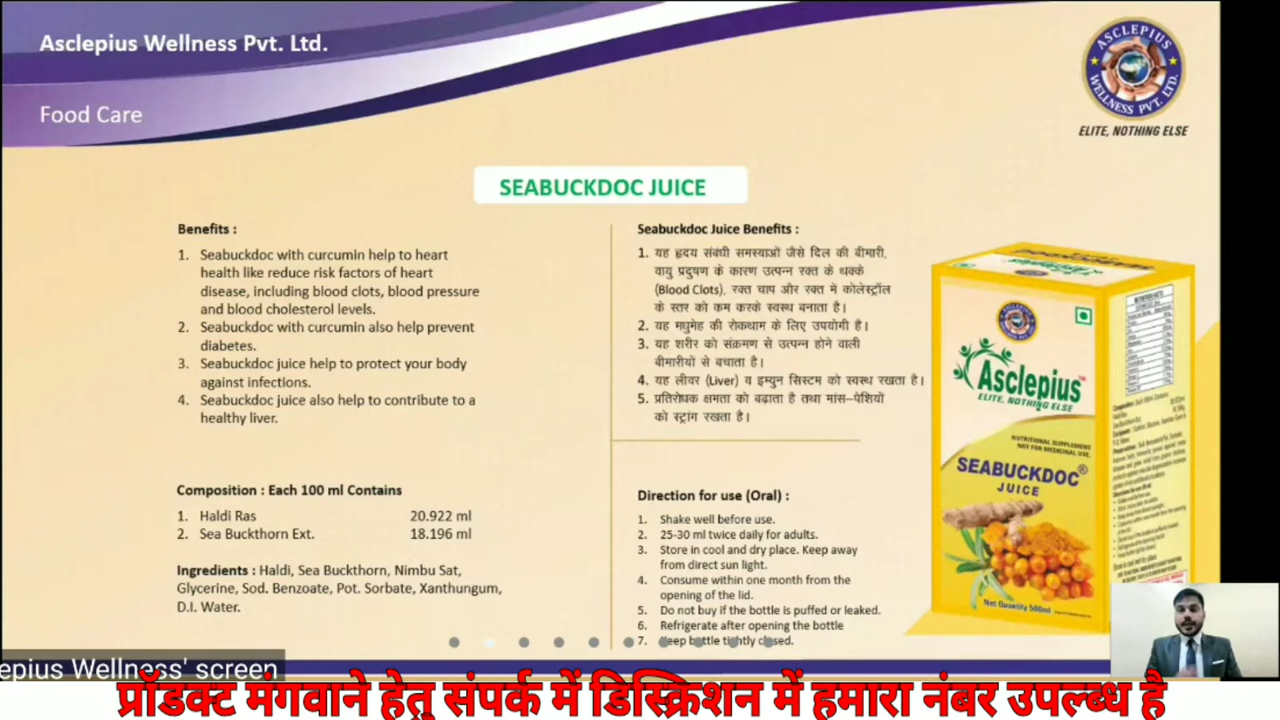 Asclepius Wellness Pvt. Ltd.
Food Care
ASCLEPIUS
WELLNESS PVT. LTD.
ELITE, NOTHING ELSE
SEABUCKDOC JUICE
Benefits :
1. Seabuckdoc with curcumin help to heart
health like reduce risk factors of heart
disease, including blood clots, blood pressure
and blood cholesterol levels.
2. Seabuckdoc with curcumin also help prevent
diabetes.
3. Seabuckdoc juice help to protect your body
against infections.
4. Seabuckdoc juice also help to contribute to a
healthy liver.
Composition : Each 100 ml Contains
1. Haldi Ras 20.922 ml
2. Sea Buckthorn Ext. 18.196 ml
Ingredients : Haldi, Sea Buckthorn, Nimbu Sat,
Glycerine, Sod. Benzoate, Pot. Sorbate, Xanthungum,
D.I. Water.
Seabuckdoc Juice Benefits :
1. यह हृदय संबंधी समस्याओं जैसे दिल की बीमारी,
वायु प्रदुषण के कारण उत्पन्न रक्त के थक्के
(Blood Clots), रक्त चाप और रक्त में कोलेस्ट्रॉल
के स्तर को कम करके स्वस्थ बनाता है।
2. यह मधुमेह की रोकथाम के लिए उपयोगी है।
3. यह शरीर को संक्रमण से उत्पन्न होने वाली
बीमारीयों से बचाता है।
4. यह लीवर (Liver) व इम्युन सिस्टम को स्वस्थ रखता है।
5. प्रतिरोधक क्षमता को बढ़ाता है तथा मांस-पेशियों
को स्ट्रांग रखता है।
Direction for use (Oral) :
1. Shake well before use.
2. 25-30 ml twice daily for adults.
3. Store in cool and dry place. Keep away
from direct sun light.
4. Consume within one month from the
opening of the lid.
5. Do not buy if the bottle is puffed or leaked.
6. Refrigerate after opening the bottle
7. Keep bottle tightly closed.
Asclepius
ELITE, NOTHING ELSE
NUTRITIONAL SUPPLEMENT
NOT FOR MEDICINAL USE.
SEABUCKDOC®
JUICE
Net Quantity 500ml
epius Wellness' screen
प्रॉडक्ट मंगवाने हेतु संपर्क में डिस्क्रिशन में हमारा नंबर उपल्ब्ध है